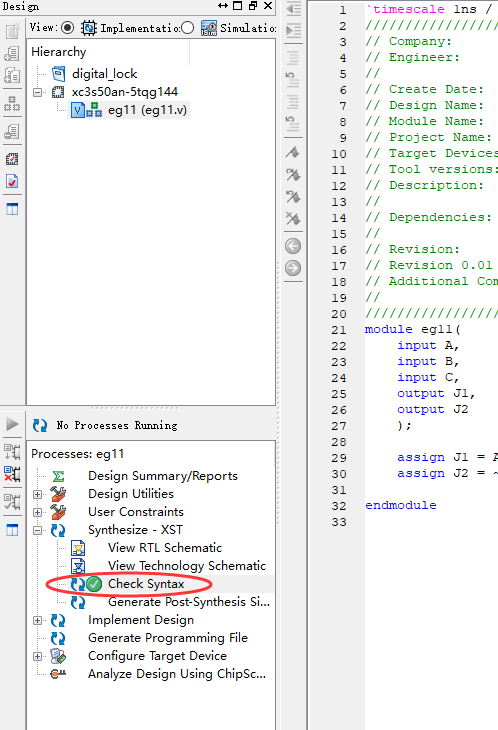 Design
View:
Implementatio
Simulatio
Hierarchy
digital_lock
xc3s50an-5tqg144
eg11 (eg11.v)
No Processes Running
Processes: eg11
Design Summary/Reports
Design Utilities
User Constraints
Synthesize - XST
View RTL Schematic
View Technology Schematic
Check Syntax
Generate Post-Synthesis Si...
Implement Design
Generate Programming File
Configure Target Device
Analyze Design Using ChipSc...
1 `timescale 1ns /
2 //////////////////
3 // Company:
4 // Engineer:
5 //
6 // Create Date:
7 // Design Name:
8 // Module Name:
9 // Project Name:
10 // Target Devices
11 // Tool versions:
12 // Description:
13 //
14 // Dependencies:
15 //
16 // Revision:
17 // Revision 0.01
18 // Additional Com
19 //
20 //////////////////
21 module eg11(
22 input A,
23 input B,
24 input C,
25 output J1,
26 output J2
27 );
28
29 assign J1 = A
30 assign J2 = ~
31
32 endmodule
33